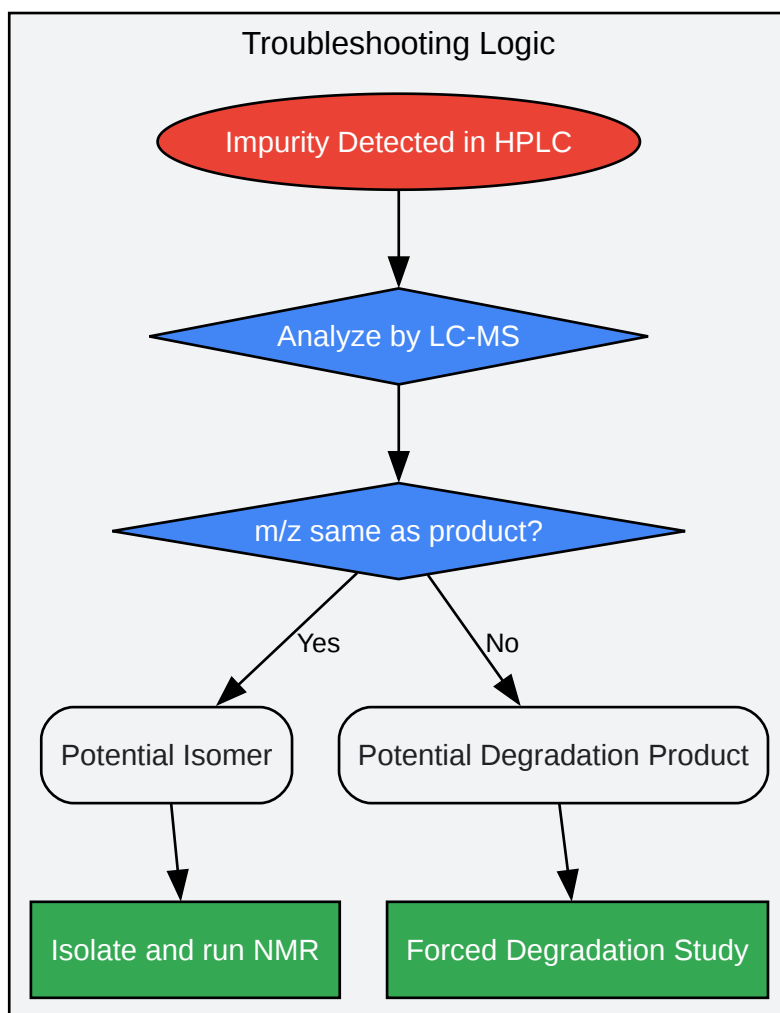 Troubleshooting Logic
Impurity Detected in HPLC
Analyze by LC-MS
m/z same as product?
Yes
No
Potential Isomer
Potential Degradation Product
Isolate and run NMR
Forced Degradation Study